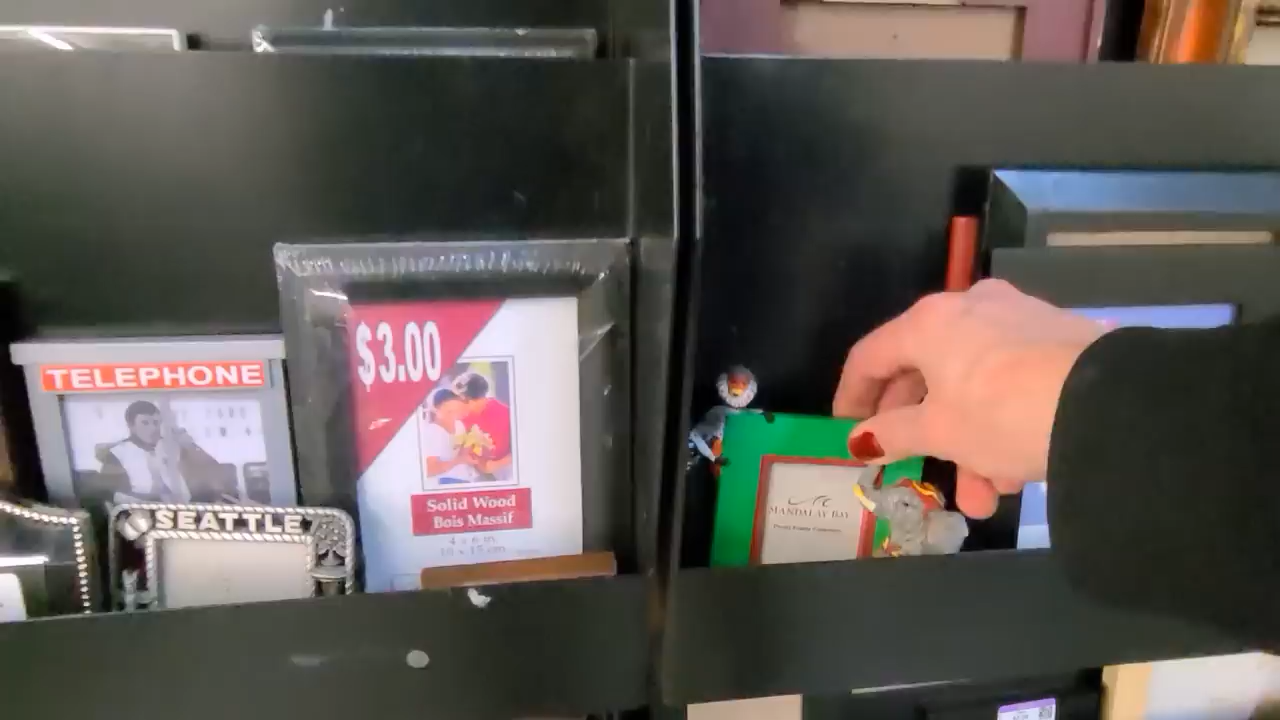 TELEPHONE
SEATTLE
$3.00
Solid Wood
Bois Massif
4 x 6 in.
10 x 15 cm
MANDALAY BAY